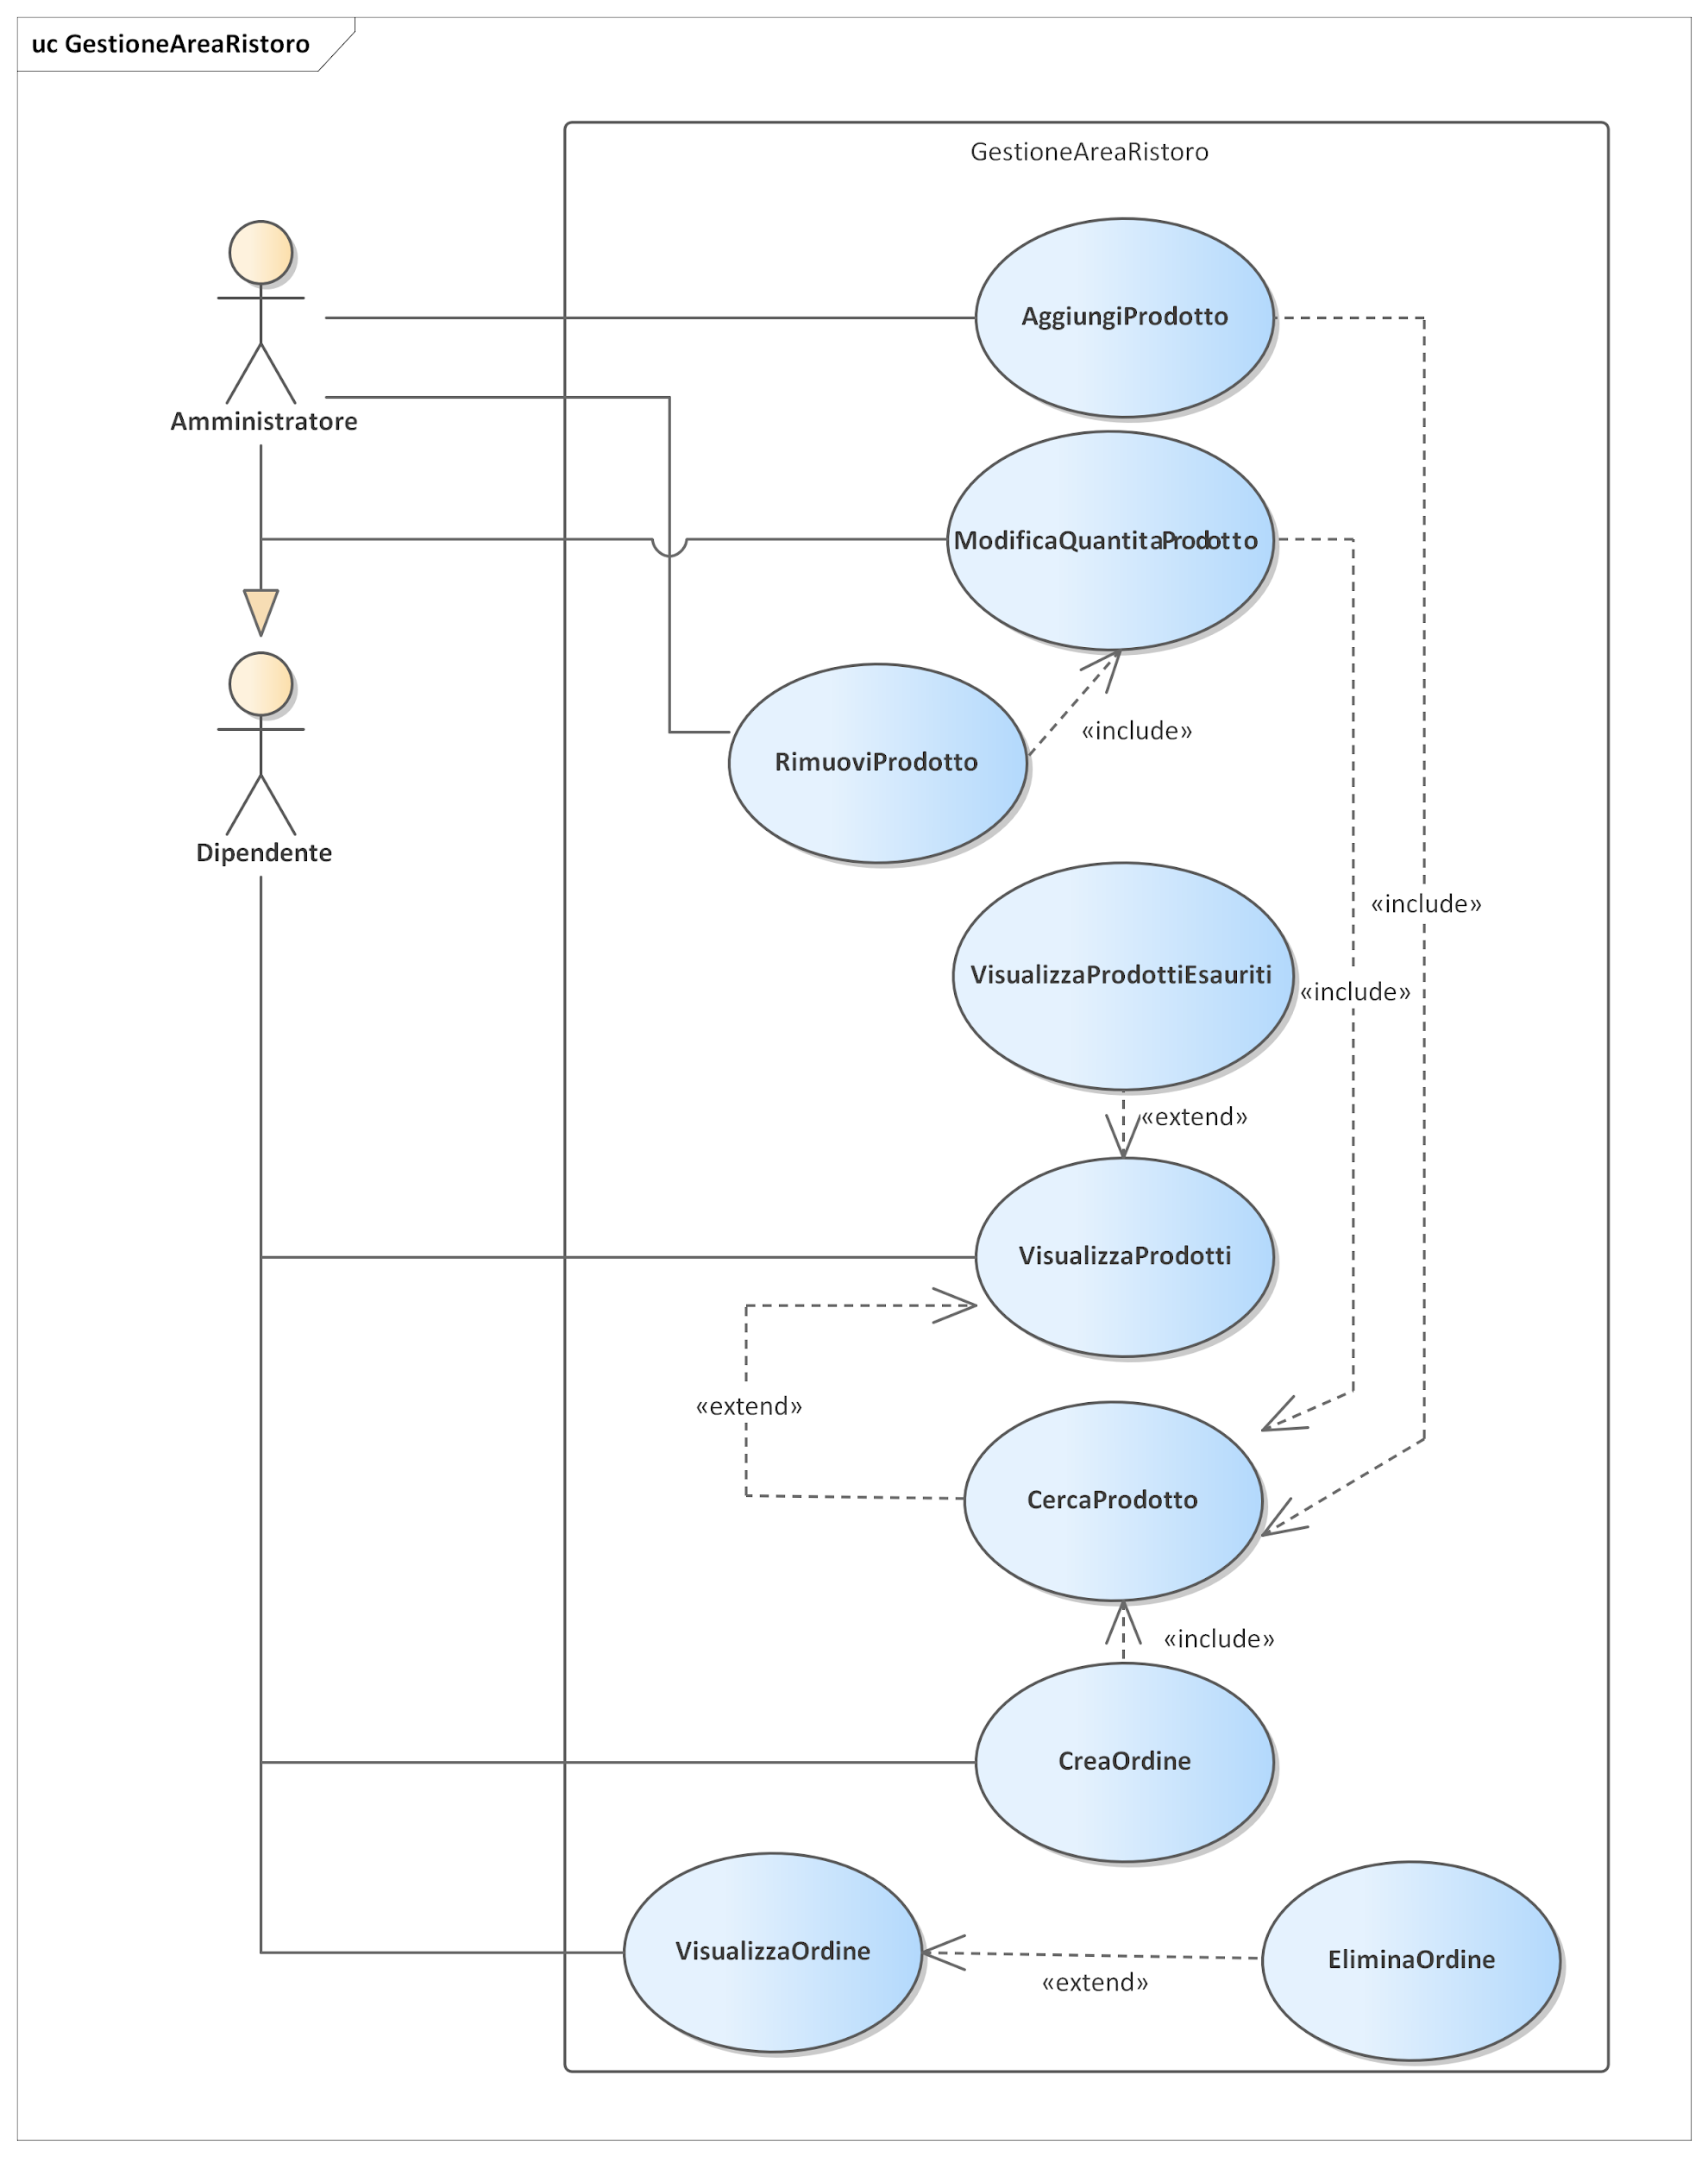 uc GestioneAreaRistoro
GestioneAreaRistoro
AggiungiProdotto
Amministratore
ModificaQuantitaProdotto
«include»
RimuoviProdotto
Dipendente
«include»
VisualizzaProdottiEsauriti
«include»
«extend»
VisualizzaProdotti
«extend»
CercaProdotto
«include»
CreaOrdine
VisualizzaOrdine
EliminaOrdine
«extend»